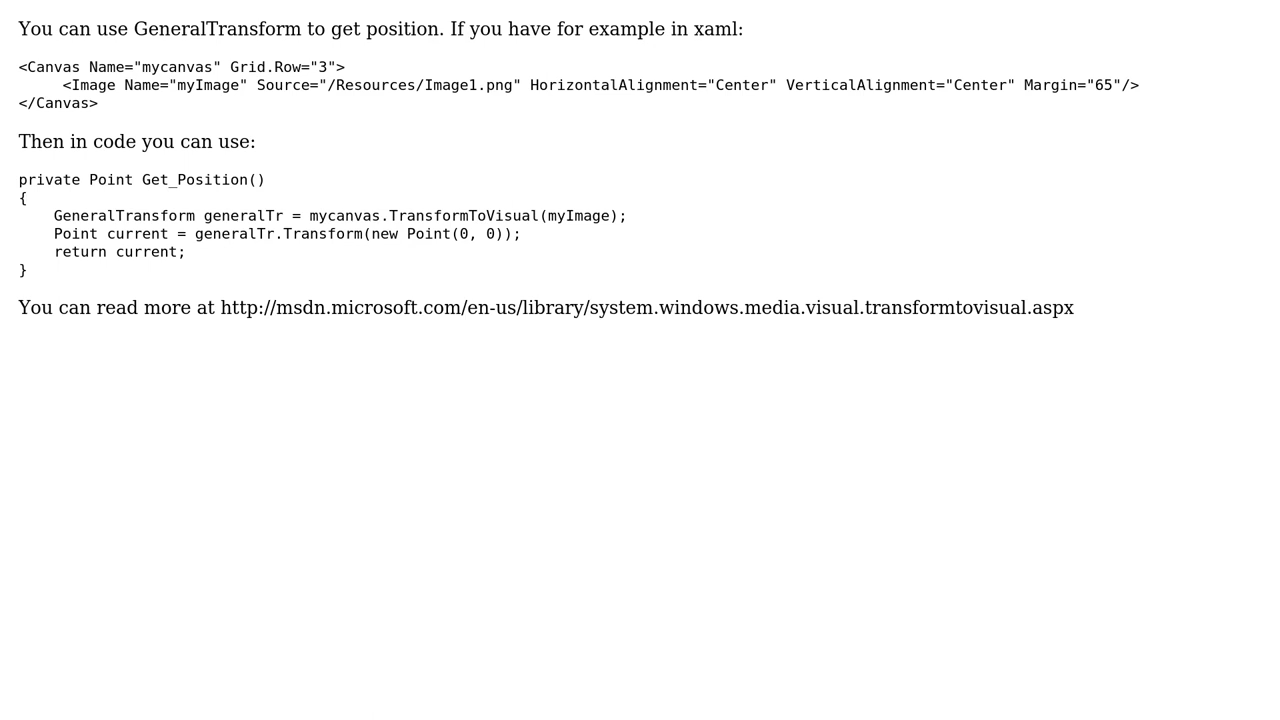 You can use GeneralTransform to get position. If you have for example in xaml:
<Canvas Name="mycanvas" Grid.Row="3">
     <Image Name="myImage" Source="/Resources/Image1.png" HorizontalAlignment="Center" VerticalAlignment="Center" Margin="65"/>
</Canvas>
Then in code you can use:
private Point Get_Position()
{
    GeneralTransform generalTr = mycanvas.TransformToVisual(myImage);
    Point current = generalTr.Transform(new Point(0, 0));
    return current;
}
You can read more at http://msdn.microsoft.com/en-us/library/system.windows.media.visual.transformtovisual.aspx